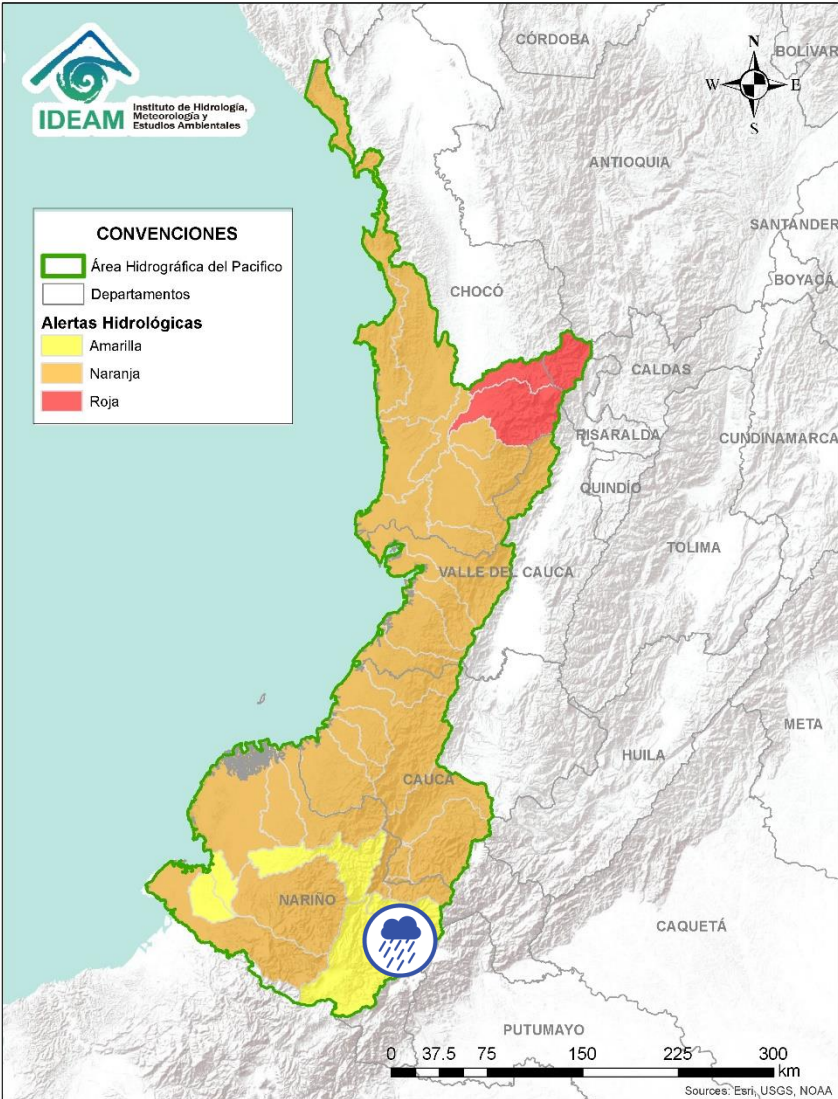 IDEAM
Instituto de Hidrología,
Meteorología y
Estudios Ambientales
N
W
E
S
CÓRDOBA
BOLÍVAR
ANTIOQUIA
SANTANDER
BOYACÁ
CONVENCIONES
Área Hidrográfica del Pacifico
Departamentos
Alertas Hidrológicas
Amarilla
Naranja
Roja
CHOCÓ
CALDAS
RISARALDA
CUNDINAMARCA
QUINDÍO
TOLIMA
VALLE DEL CAUCA
META
HUILA
CAUCA
NARIÑO
CAQUETÁ
PUTUMAYO
0 37.5 75 150 225 300
km
Sources: Esri, USGS, NOAA